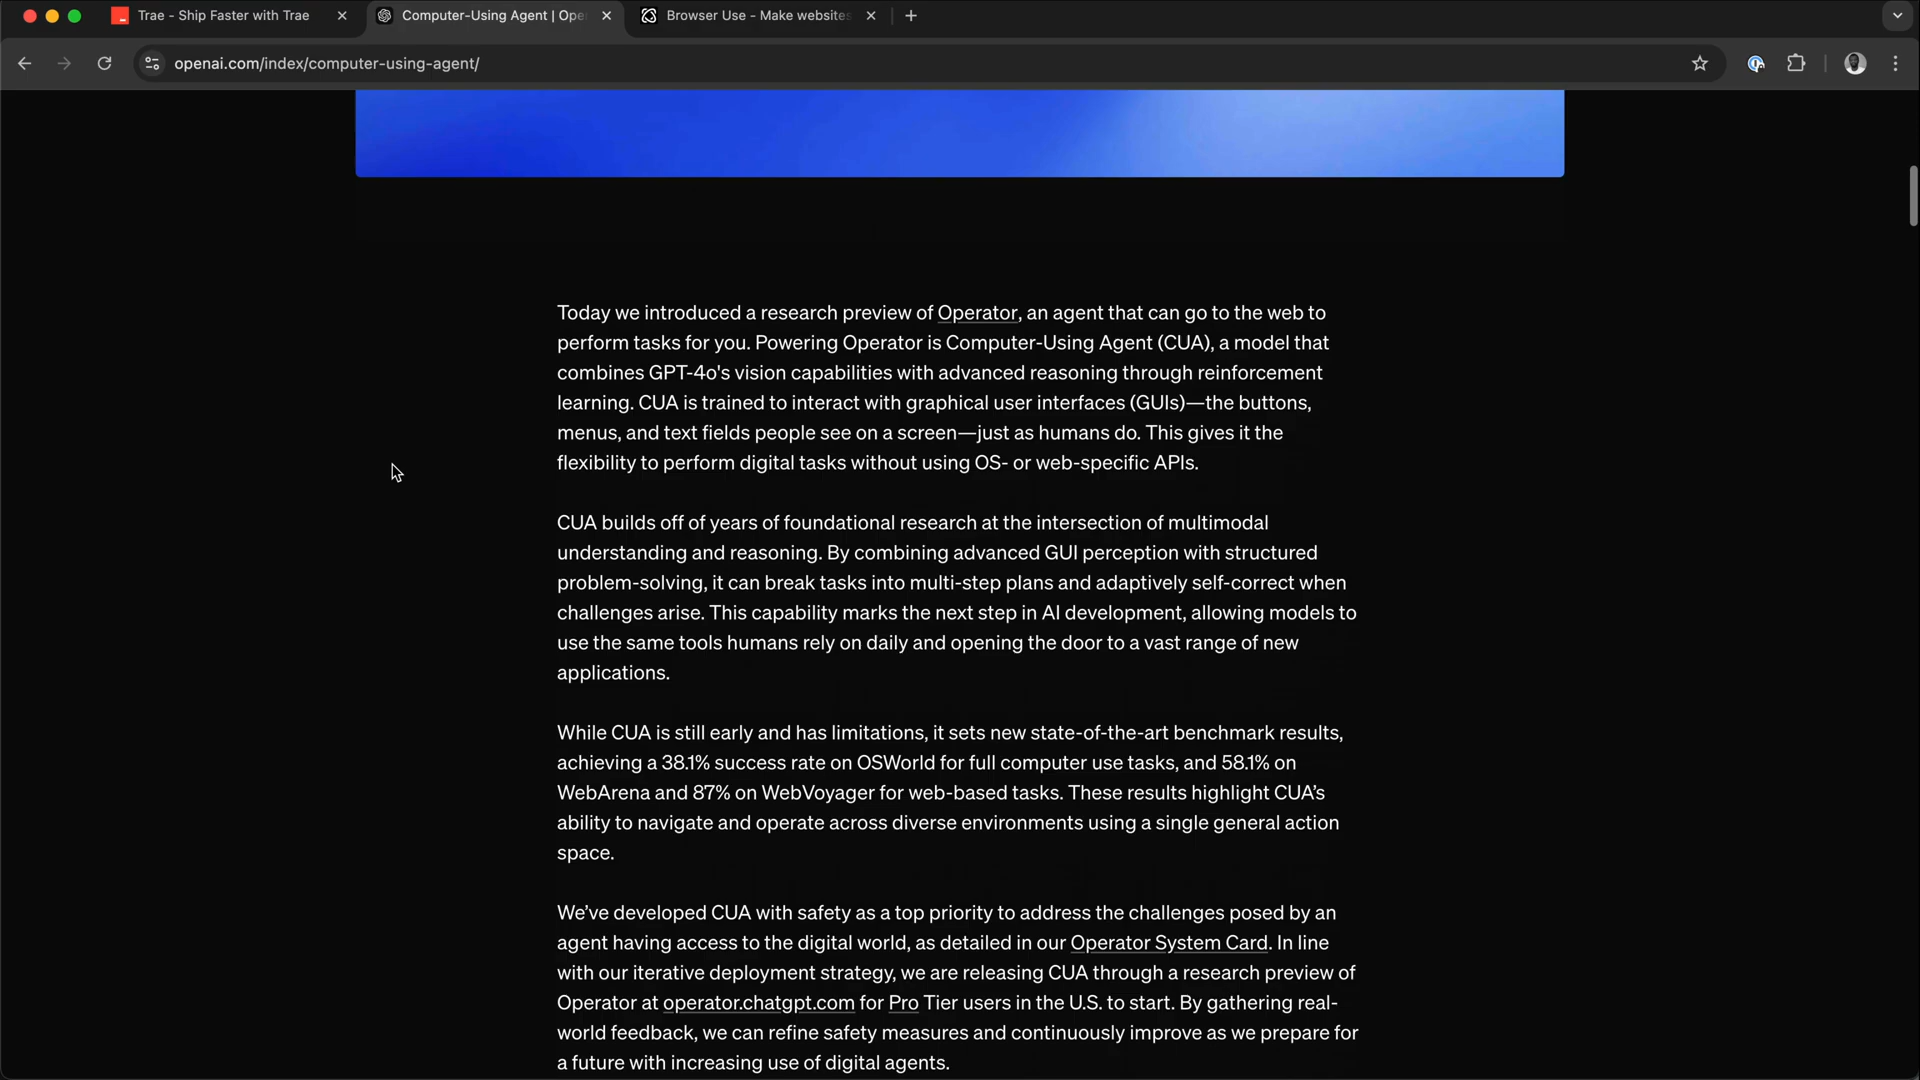 Trae - Ship Faster with Trae
Computer-Using Agent | Ope
Browser Use - Make websites
openai.com/index/computer-using-agent/
Today we introduced a research preview of Operator, an agent that can go to the web to
perform tasks for you. Powering Operator is Computer-Using Agent (CUA), a model that
combines GPT-4o's vision capabilities with advanced reasoning through reinforcement
learning. CUA is trained to interact with graphical user interfaces (GUIs)—the buttons,
menus, and text fields people see on a screen—just as humans do. This gives it the
flexibility to perform digital tasks without using OS- or web-specific APIs.
CUA builds off of years of foundational research at the intersection of multimodal
understanding and reasoning. By combining advanced GUI perception with structured
problem-solving, it can break tasks into multi-step plans and adaptively self-correct when
challenges arise. This capability marks the next step in AI development, allowing models to
use the same tools humans rely on daily and opening the door to a vast range of new
applications.
While CUA is still early and has limitations, it sets new state-of-the-art benchmark results,
achieving a 38.1% success rate on OSWorld for full computer use tasks, and 58.1% on
WebArena and 87% on WebVoyager for web-based tasks. These results highlight CUA’s
ability to navigate and operate across diverse environments using a single general action
space.
We’ve developed CUA with safety as a top priority to address the challenges posed by an
agent having access to the digital world, as detailed in our Operator System Card. In line
with our iterative deployment strategy, we are releasing CUA through a research preview of
Operator at operator.chatgpt.com for Pro Tier users in the U.S. to start. By gathering real-
world feedback, we can refine safety measures and continuously improve as we prepare for
a future with increasing use of digital agents.